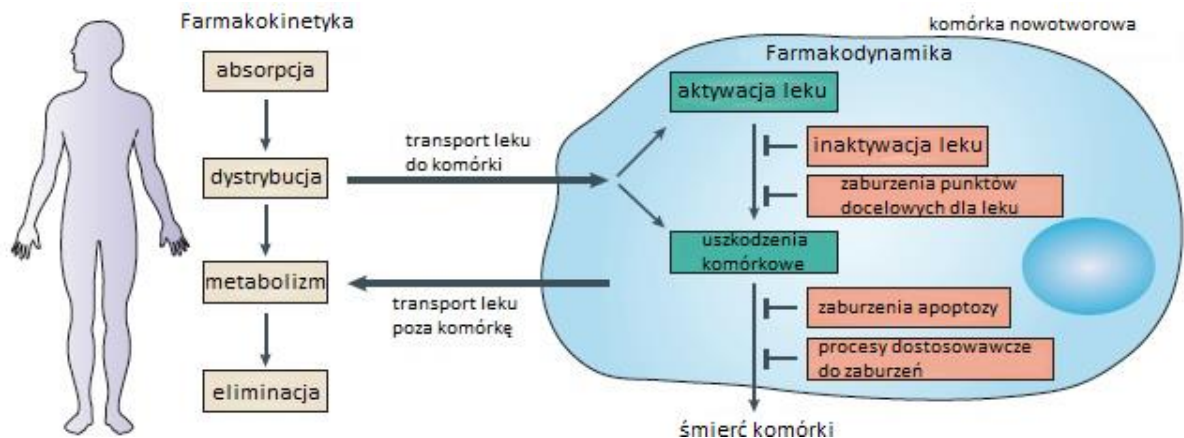 Farmakokinetyka
absorpcja
dystrybucja
metabolizm
eliminacja
transport leku
do komórki
transport leku
poza komórkę
komórka nowotworowa
Farmakodynamika
aktywacja leku
inaktywacja leku
zaburzenia punktów
docelowych dla leku
uszkodzenia
komórkowe
zaburzenia apoptozy
procesy dostosowawcze
do zaburzeń
śmierć komórki